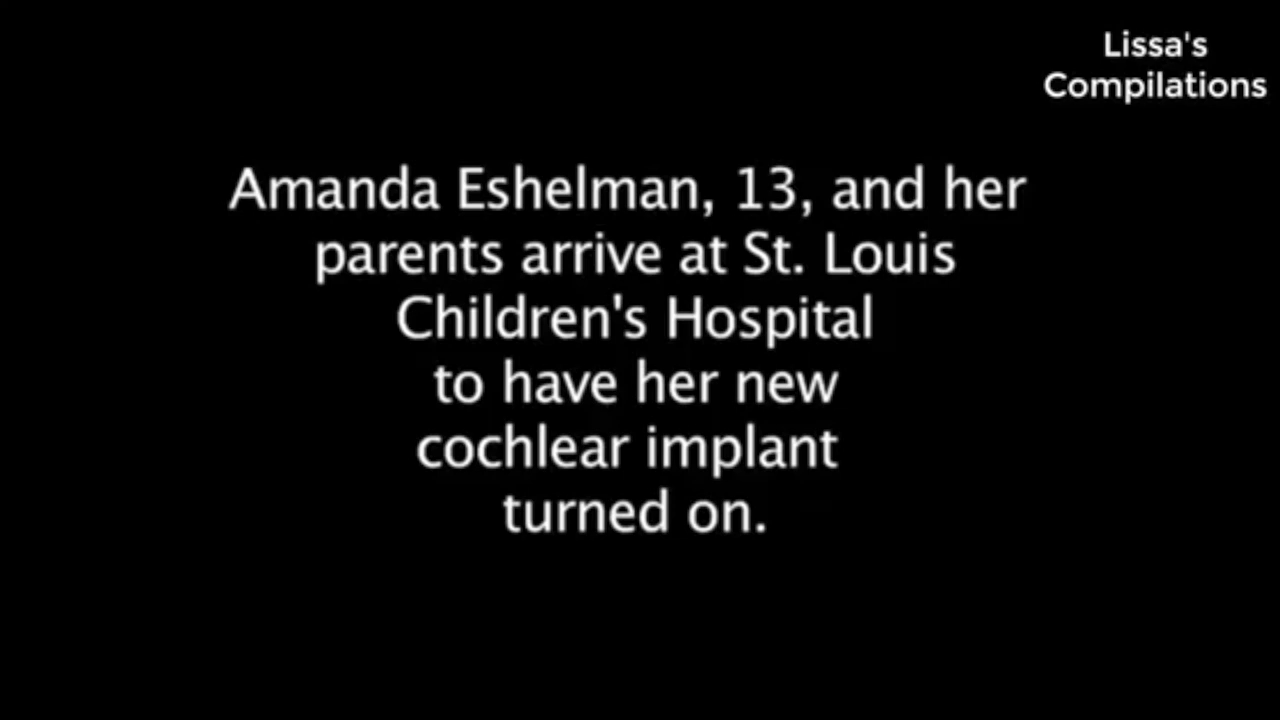 Lissa's
Compilations
Amanda Eshelman, 13, and her
parents arrive at St. Louis
Children's Hospital
to have her new
cochlear implant
turned on.